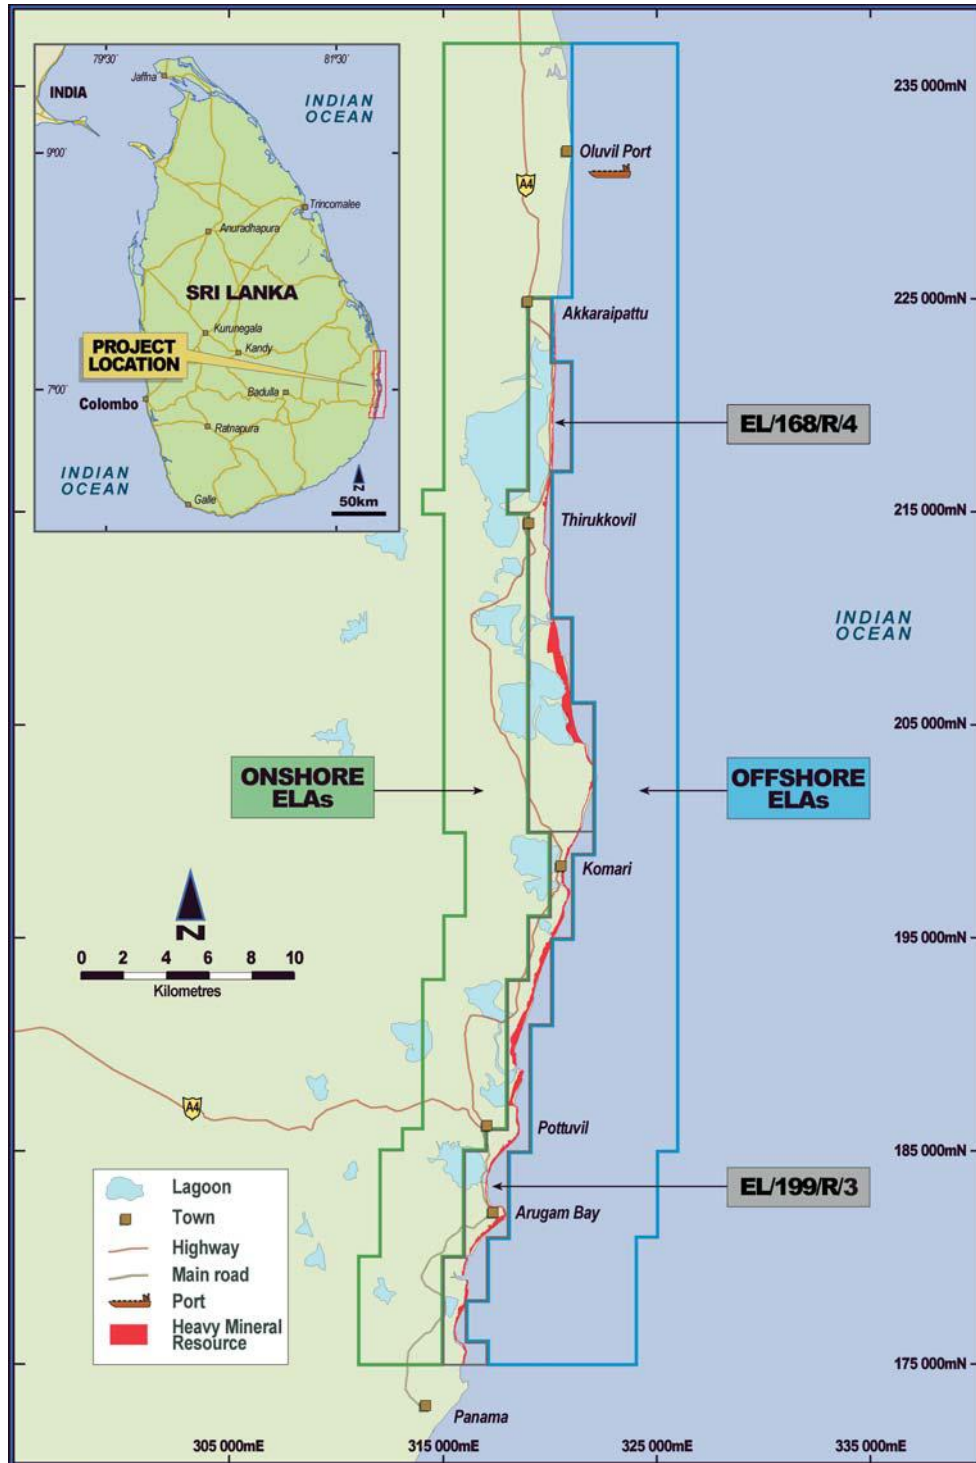 79°30'
81°30'
Jaffna
INDIA
INDIAN
OCEAN
9°00'
Trincomalee
Anuradhapura
SRI LANKA
Kurunegala
PROJECT
LOCATION
Kandy
7°00'
Badulla
Colombo
Ratnapura
INDIAN
OCEAN
Galle
Z
50km
235 000mN
Oluvil Port
A4
225 000mN
Akkaraipattu
EL/168/R/4
215 000mN
Thirukkovil
INDIAN
OCEAN
205 000mN
ONSHORE
ELAs
OFFSHORE
ELAs
Komari
Z
195 000mN
0 2 4 6 8 10
Kilometres
A4
Pottuvil
185 000mN
EL/199/R/3
Arugam Bay
Lagoon
Town
Highway
Main road
Port
Heavy Mineral
Resource
175 000mN
Panama
305 000mE
315 000mE
325 000mE
335 000mE